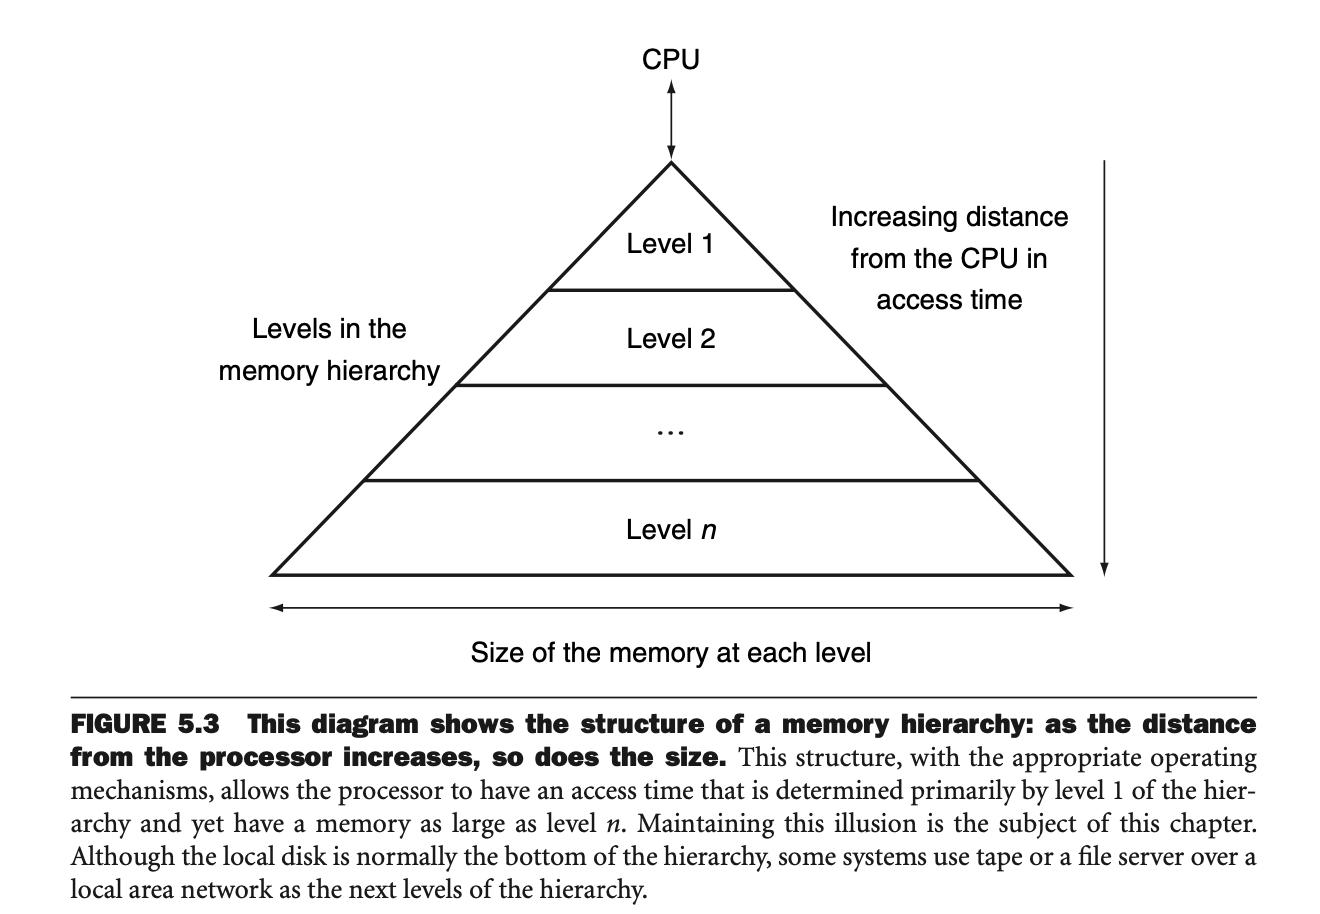 CPU
Level 1
Increasing distance
from the CPU in
access time
Levels in the
memory hierarchy
Level 2
...
Level n
Size of the memory at each level
FIGURE 5.3 This diagram shows the structure of a memory hierarchy: as the distance
from the processor increases, so does the size. This structure, with the appropriate operating
mechanisms, allows the processor to have an access time that is determined primarily by level 1 of the hier-
archy and yet have a memory as large as level n. Maintaining this illusion is the subject of this chapter.
Although the local disk is normally the bottom of the hierarchy, some systems use tape or a file server over a
local area network as the next levels of the hierarchy.